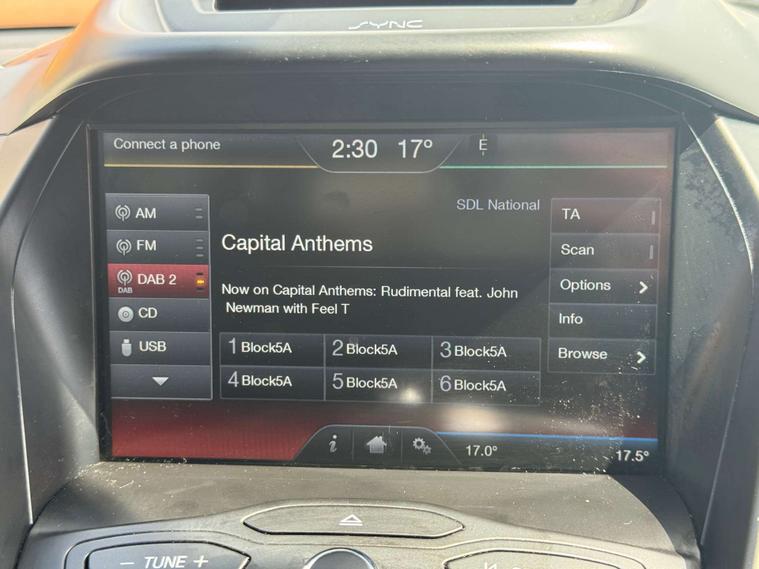 SYNC
Connect a phone
2:30 17°
E
SDL National
AM
FM
DAB 2
DAB
CD
USB
Capital Anthems
Now on Capital Anthems: Rudimental feat. John
Newman with Feel T
1 Block5A 2 Block5A 3 Block5A
4 Block5A 5 Block5A 6 Block5A
TA
Scan
Options
Info
Browse
i
17.0°
17.5°
– TUNE +